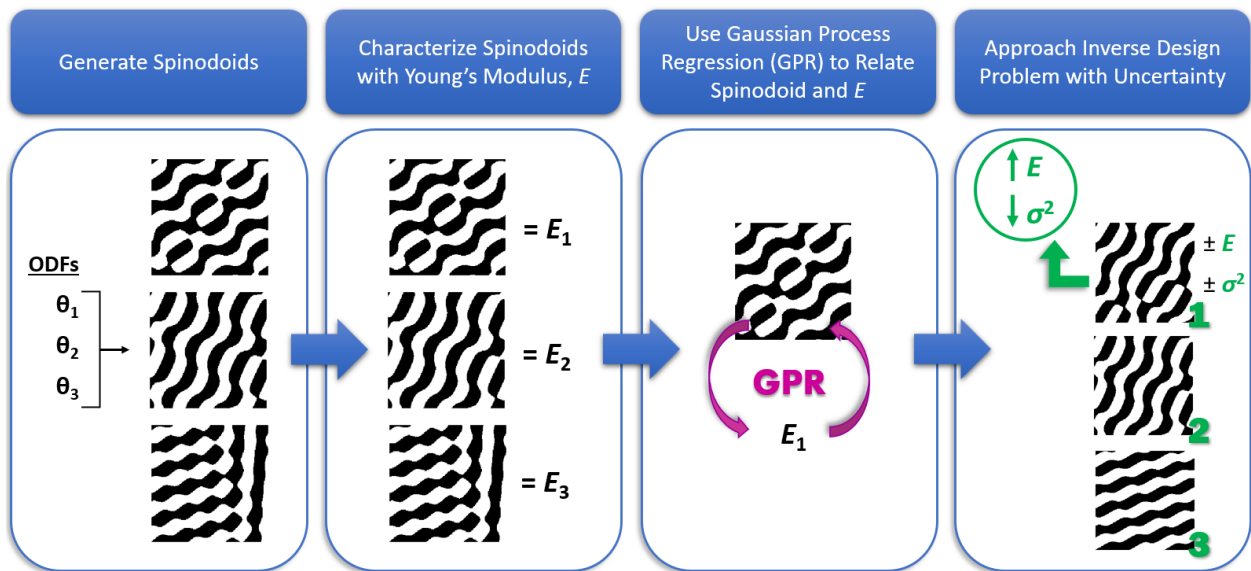 Generate Spinodoids
Characterize Spinodoids
with Young's Modulus, E
Use Gaussian Process
Regression (GPR) to Relate
Spinodoid and E
Approach Inverse Design
Problem with Uncertainty
ODFs
θ1
θ2
θ3
= E1
= E2
= E3
GPR
E1
E
σ²
± E
± σ²
1
2
3